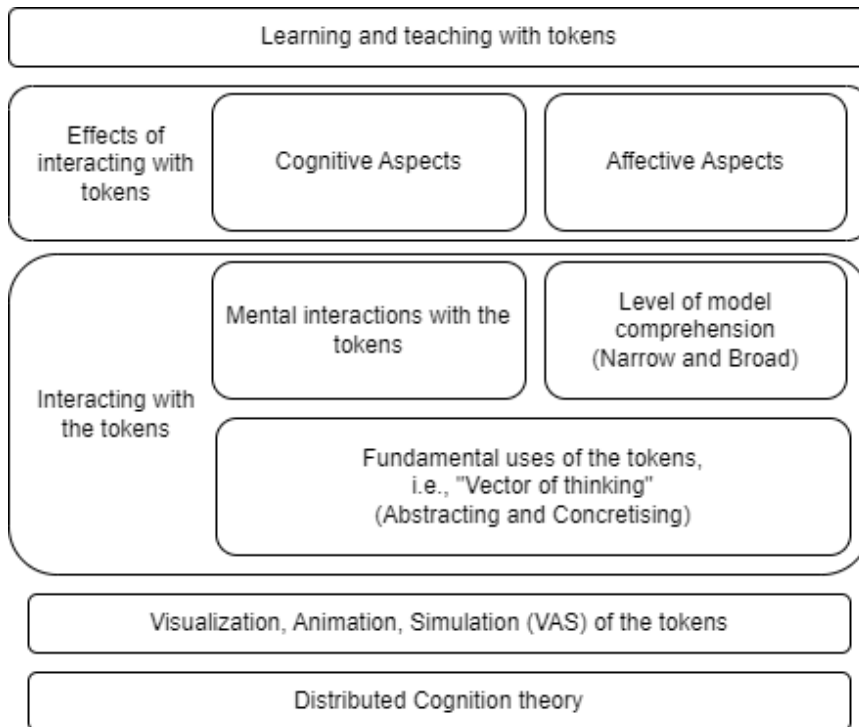 Learning and teaching with tokens
Effects of
interacting with
tokens
Cognitive Aspects
Affective Aspects
Interacting with
the tokens
Mental interactions with the
tokens
Level of model
comprehension
(Narrow and Broad)
Fundamental uses of the tokens,
i.e., "Vector of thinking"
(Abstracting and Concretising)
Visualization, Animation, Simulation (VAS) of the tokens
Distributed Cognition theory